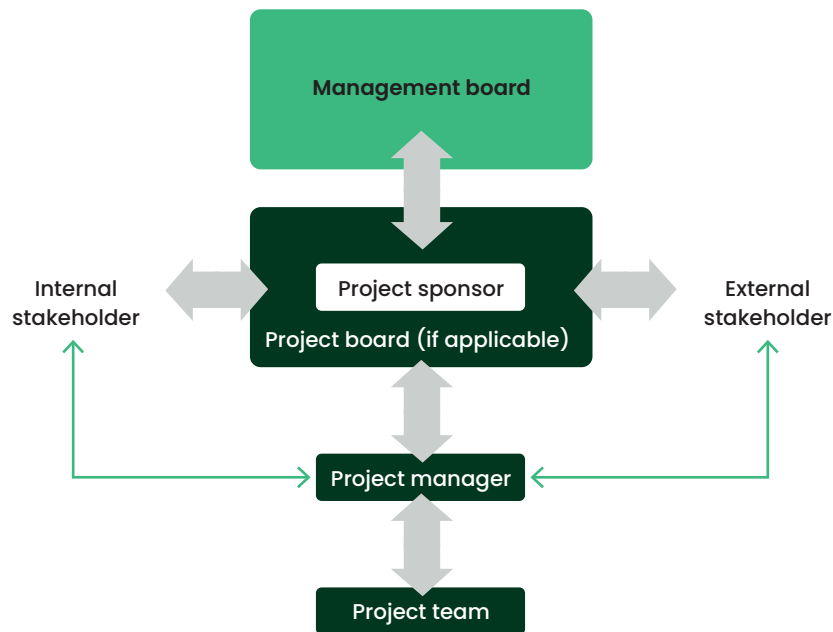 Management board
Project sponsor
Internal
stakeholder
External
stakeholder
Project board (if applicable)
Project manager
Project team